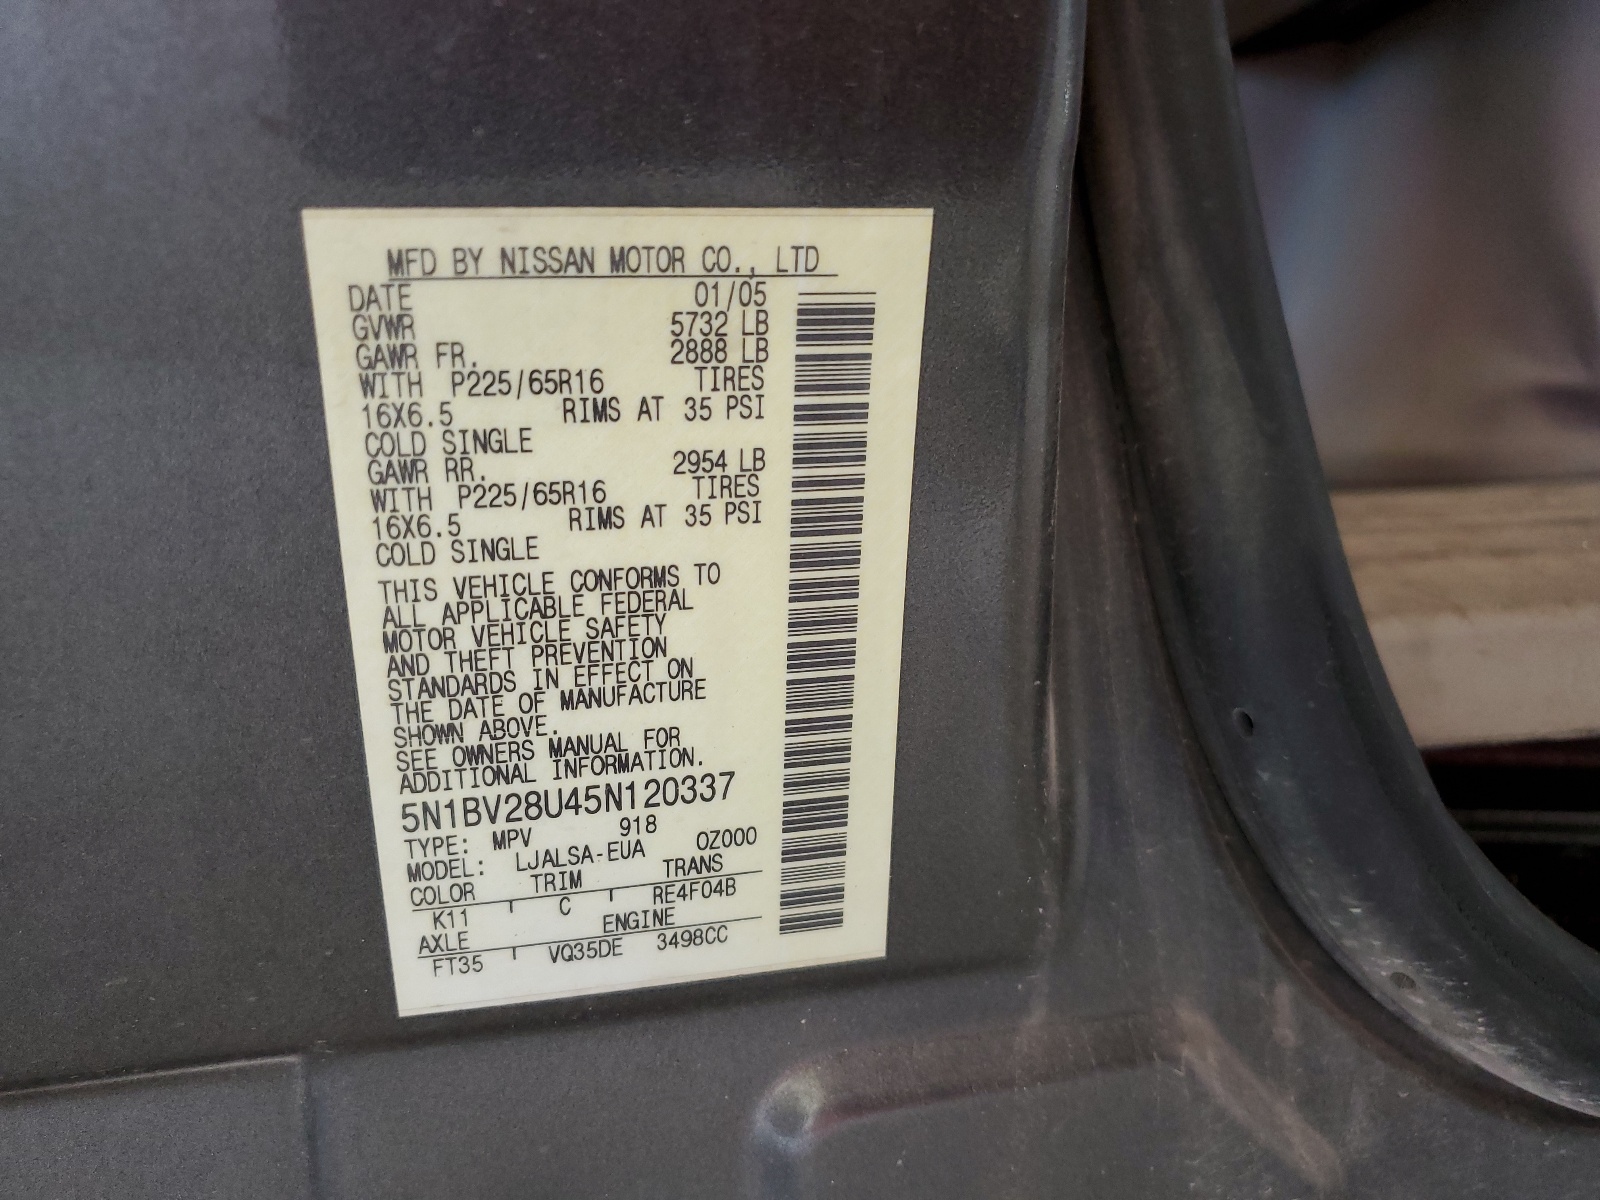 MFD BY NISSAN MOTOR CO., LTD
DATE 01/05
GVWR 5732 LB
GAWR FR. 2888 LB
WITH P225/65R16 TIRES
16X6.5 RIMS AT 35 PSI
COLD SINGLE
GAWR RR. 2954 LB
WITH P225/65R16 TIRES
16X6.5 RIMS AT 35 PSI
COLD SINGLE
THIS VEHICLE CONFORMS TO
ALL APPLICABLE FEDERAL
MOTOR VEHICLE SAFETY
AND THEFT PREVENTION
STANDARDS IN EFFECT ON
THE DATE OF MANUFACTURE
SHOWN ABOVE.
SEE OWNERS MANUAL FOR
ADDITIONAL INFORMATION.
5N1BV28U45N120337
TYPE: MPV 918
MODEL: LJALSA-EUA 0Z000
COLOR TRIM TRANS
K11 C RE4F04B
AXLE ENGINE
FT35 VQ35DE 3498CC